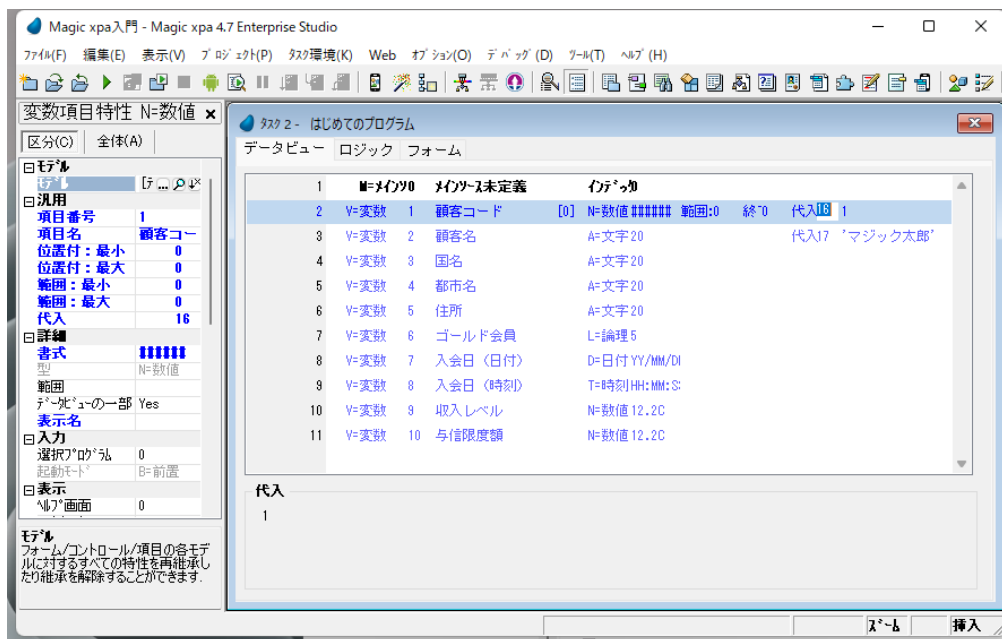 Magic xpa入門 - Magic xpa 4.7 Enterprise Studio
ファイル(F) 編集(E) 表示(V) プロジェクト(P) タスク環境(K) Web オプション(O) デバッグ(D) ツール(T) ヘルプ(H)
変数項目特性 N=数値
区分(C) 全体(A)
モデル
モデル [デ ...
汎用
項目番号 1
項目名 顧客コー
位置付：最小 0
位置付：最大 0
範囲：最小 0
範囲：最大 0
代入 16
詳細
書式 ######
型 N=数値
範囲
データビューの一部 Yes
表示名
入力
選択プログラム 0
起動モード B=前置
表示
ヘルプ画面 0
モデル
フォーム/コントロール/項目の各モデ
ルに対するすべての特性を再継承し
たり継承を解除することができます.
タスク 2 - はじめてのプログラム
データビュー ロジック フォーム
1 M=メインソ0 メインソース未定義 インデックス0
2 V=変数 1 顧客コード [0] N=数値 ###### 範囲:0 終:0 代入16 1
3 V=変数 2 顧客名 A=文字 20 代入17 'マジック太郎'
4 V=変数 3 国名 A=文字 20
5 V=変数 4 都市名 A=文字 20
6 V=変数 5 住所 A=文字 20
7 V=変数 6 ゴールド会員 L=論理 5
8 V=変数 7 入会日（日付） D=日付 YY/MM/DI
9 V=変数 8 入会日（時刻） T=時刻 HH:MM:S
10 V=変数 9 収入レベル N=数値 12.2C
11 V=変数 10 与信限度額 N=数値 12.2C
代入
1
ズーム 挿入